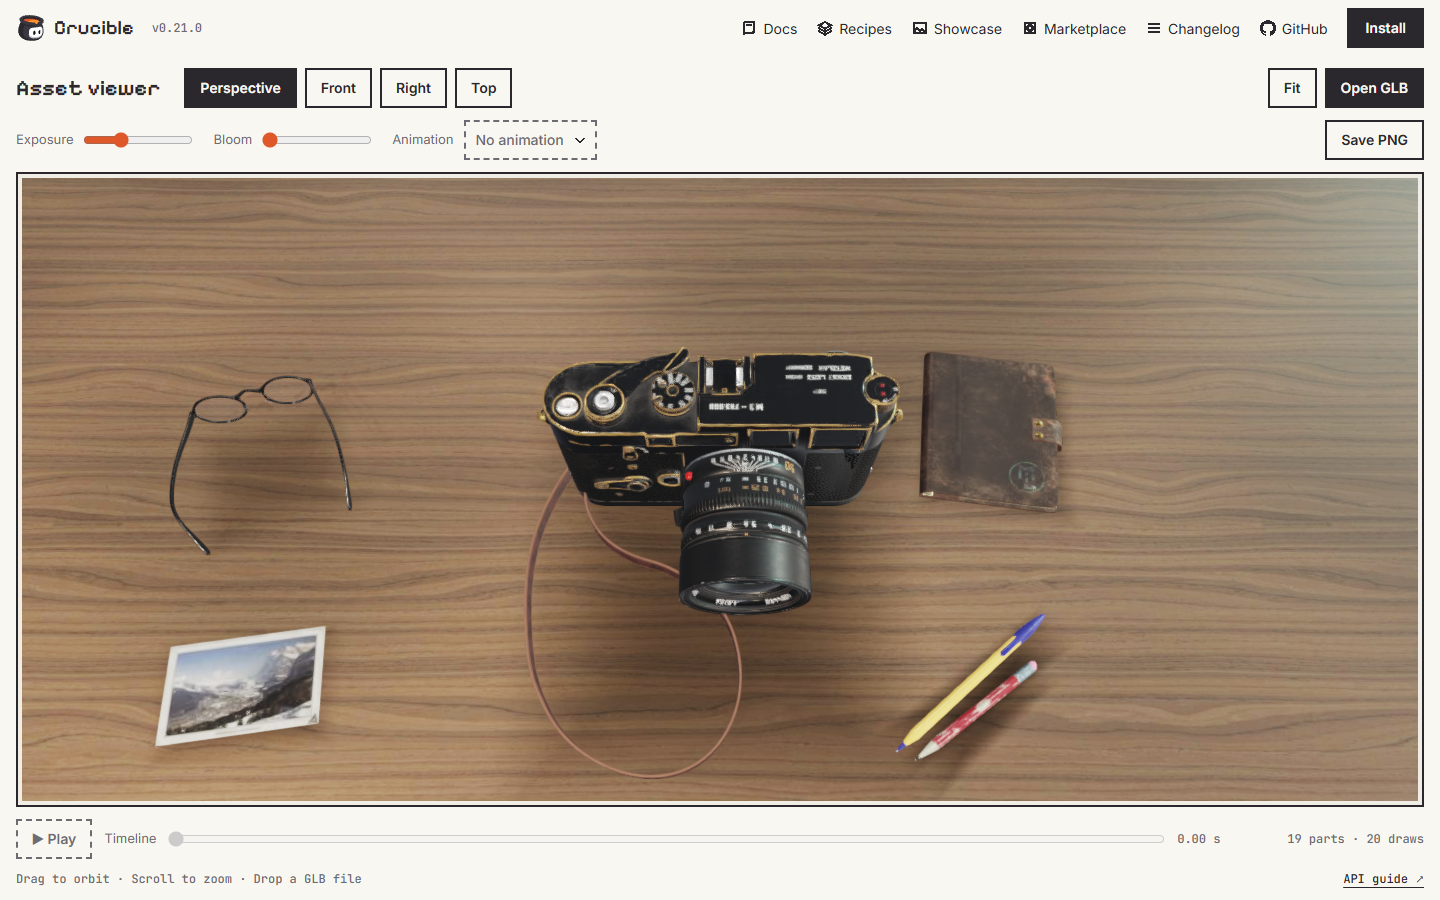 Crucible v0.21.0 Docs Recipes Showcase Marketplace Changelog GitHub Install
Asset viewer Perspective Front Right Top Fit Open GLB
Exposure Bloom Animation No animation Save PNG
Play Timeline 0.00 s 19 parts · 20 draws
Drag to orbit · Scroll to zoom · Drop a GLB file API guide ↗